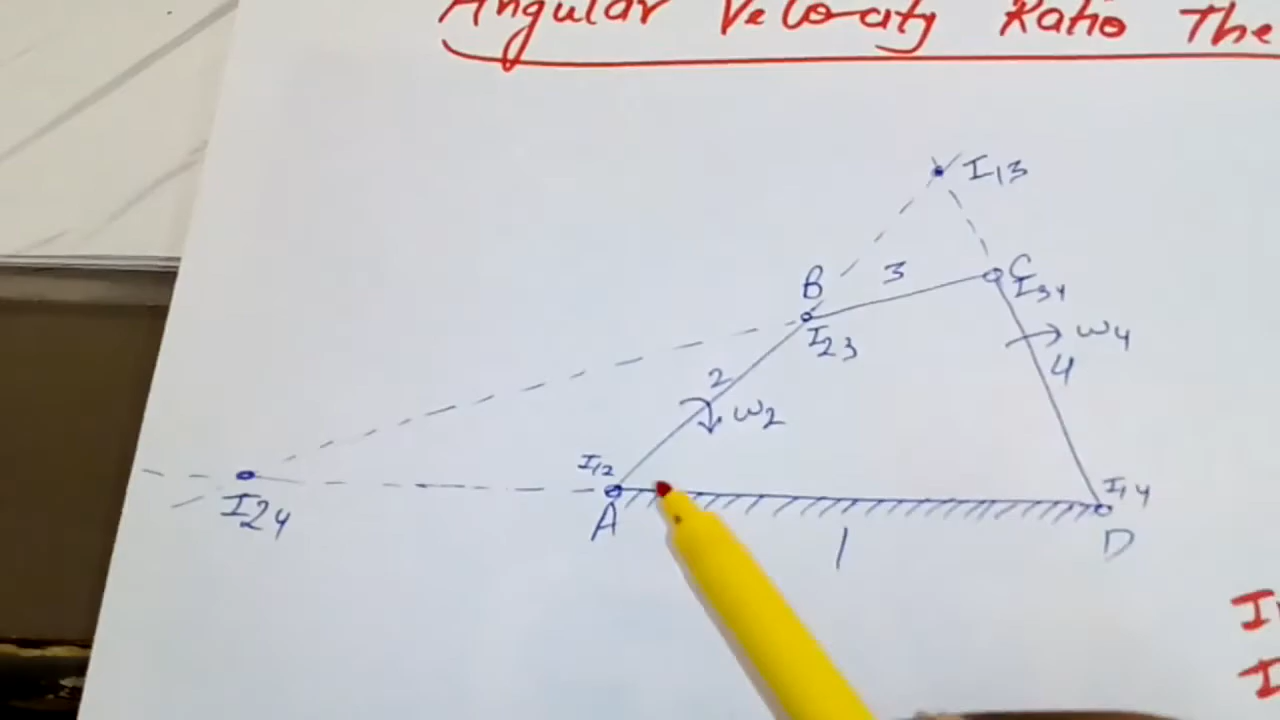 Angular Velocity Ratio The
I13
B
3
C
I34
I23
ω4
2
4
ω2
I12
I14
I24
A
1
D
I